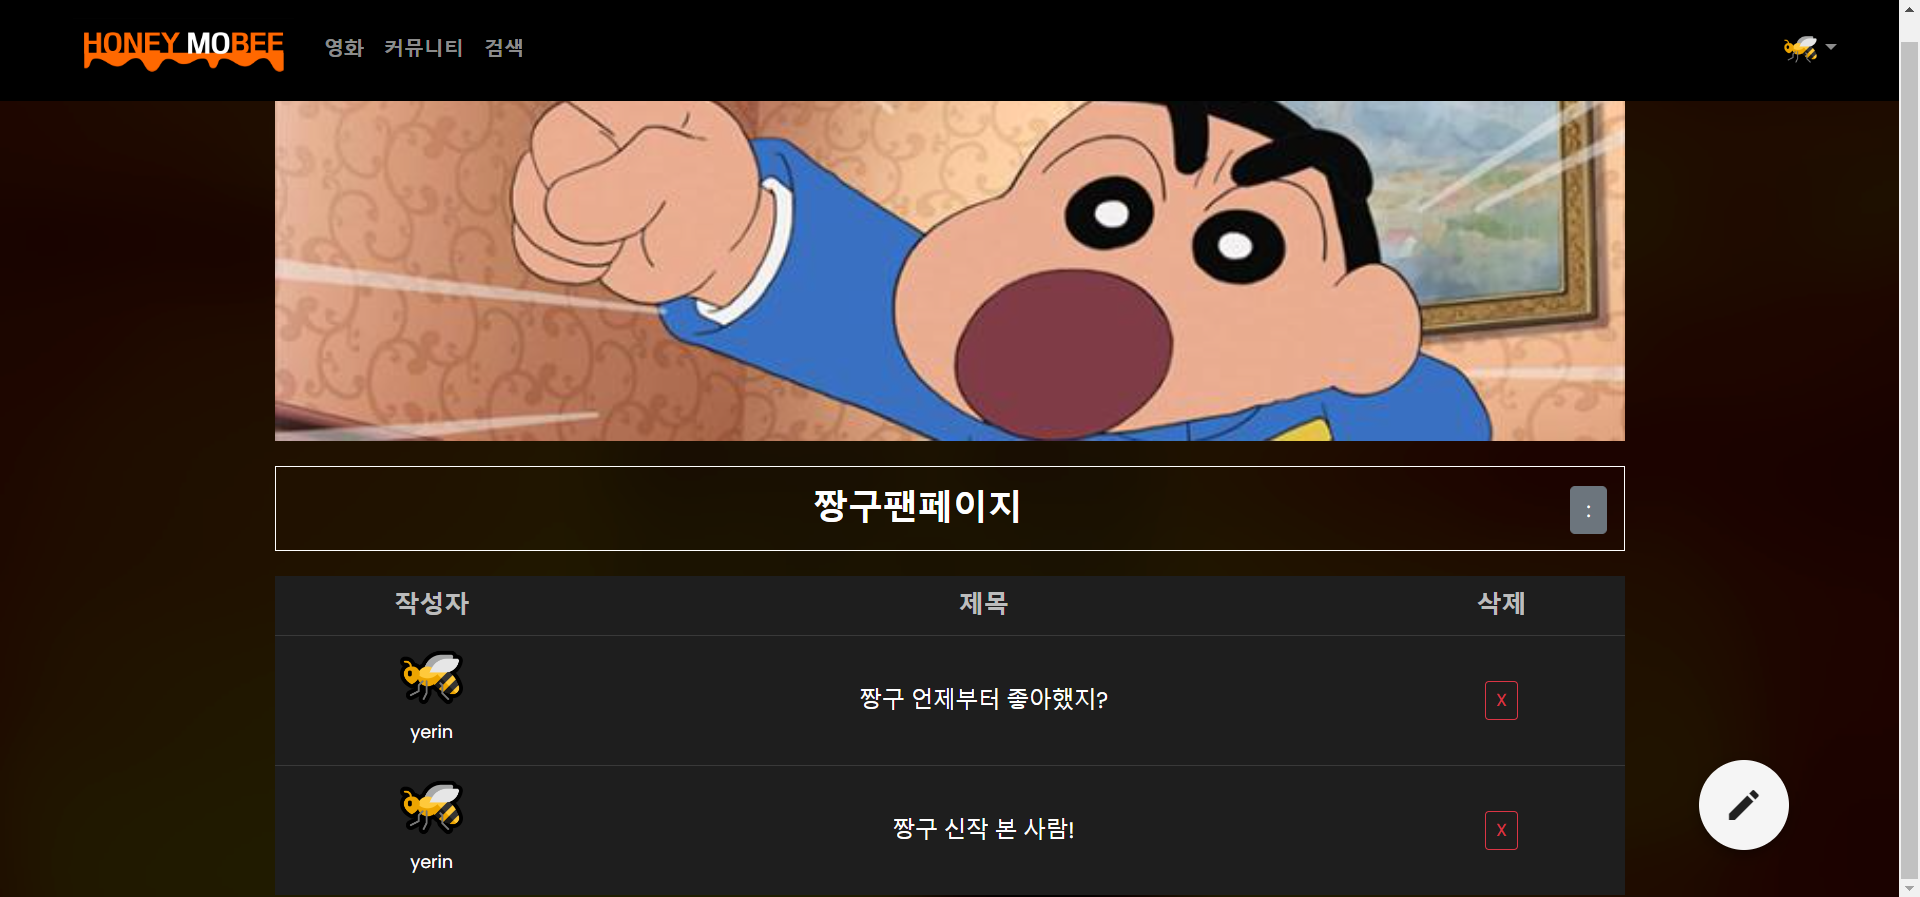 HONEY MOBEE
영화 커뮤니티 검색
짱구팬페이지
:
작성자 제목 삭제
짱구 언제부터 좋아했지? X
yerin
짱구 신작 본 사람! X
yerin